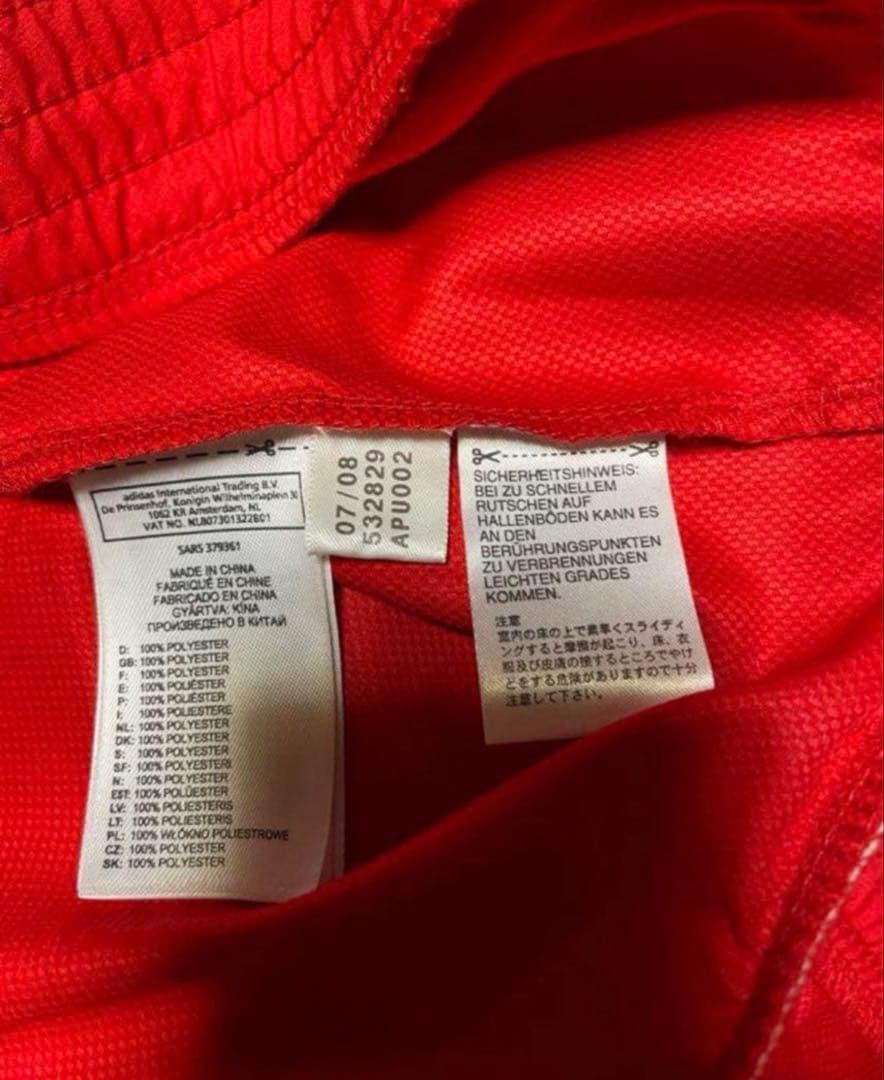 adidas International Trading B.V.
De Prinsenhof, Konigin Wilhelminaplein 30
1062 KR Amsterdam, NL
VAT NO. NL807301322B01
SARS 379361
MADE IN CHINA
FABRIQUÉ EN CHINE
FABRICADO EN CHINA
GYÁRTVA: KÍNA
ПРОИЗВЕДЕНО В КИТАЙ
D: 100% POLYESTER
GB: 100% POLYESTER
F: 100% POLYESTER
E: 100% POLIÉSTER
P: 100% POLIÉSTER
I: 100% POLIESTERE
NL: 100% POLYESTER
DK: 100% POLYESTER
S: 100% POLYESTER
SF: 100% POLYESTERI
N: 100% POLYESTER
EST: 100% POLÜESTER
LV: 100% POLIESTERIS
LT: 100% POLIESTERIS
PL: 100% WŁÓKNO POLIESTROWE
CZ: 100% POLYESTER
SK: 100% POLYESTER
07/08
532829
APU002
SICHERHEITSHINWEIS:
BEI ZU SCHNELLEM
RUTSCHEN AUF
HALLENBÖDEN KANN ES
AN DEN
BERÜHRUNGSPUNKTEN
ZU VERBRENNUNGEN
LEICHTEN GRADES
KOMMEN.
注意
室内の床の上で素早くスライディ
ングすると摩擦が起こり、床、衣
服及び皮膚の接するところでやけ
どをする危険がありますので十分
注意して下さい。